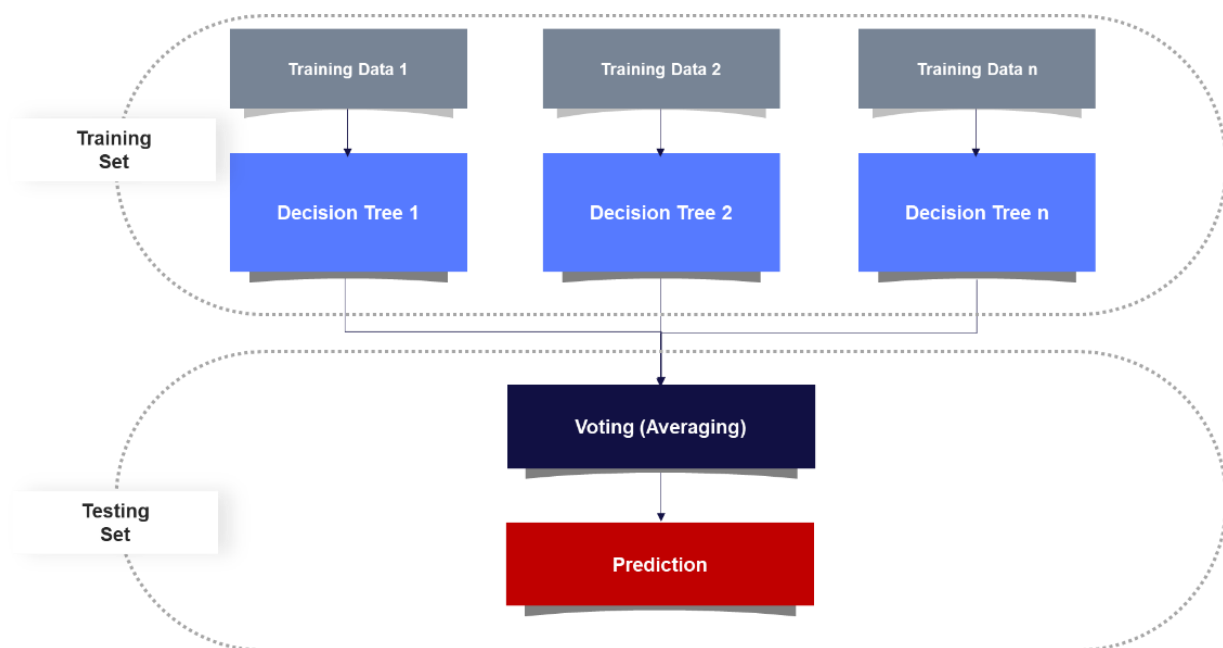 Training Data 1
Training Data 2
Training Data n
Training
Set
Decision Tree 1
Decision Tree 2
Decision Tree n
Voting (Averaging)
Testing
Set
Prediction